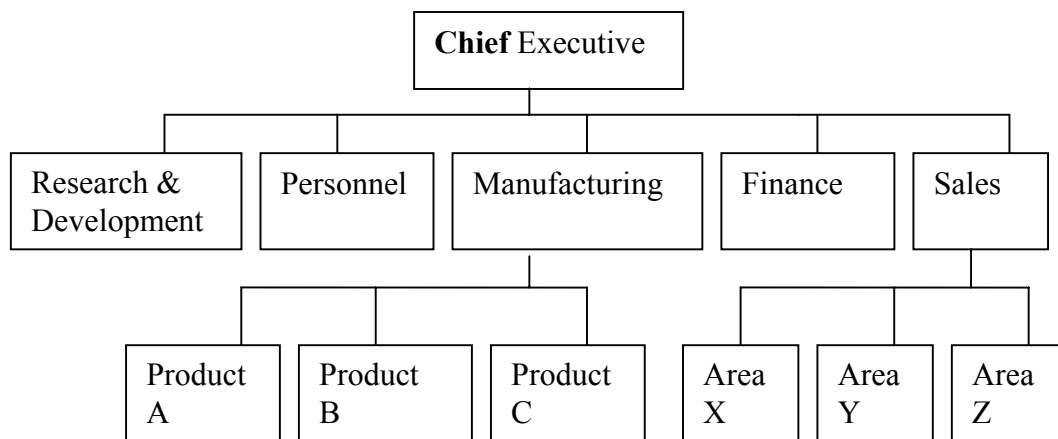 Chief Executive
Research &
Development
Personnel
Manufacturing
Finance
Sales
Product
A
Product
B
Product
C
Area
X
Area
Y
Area
Z